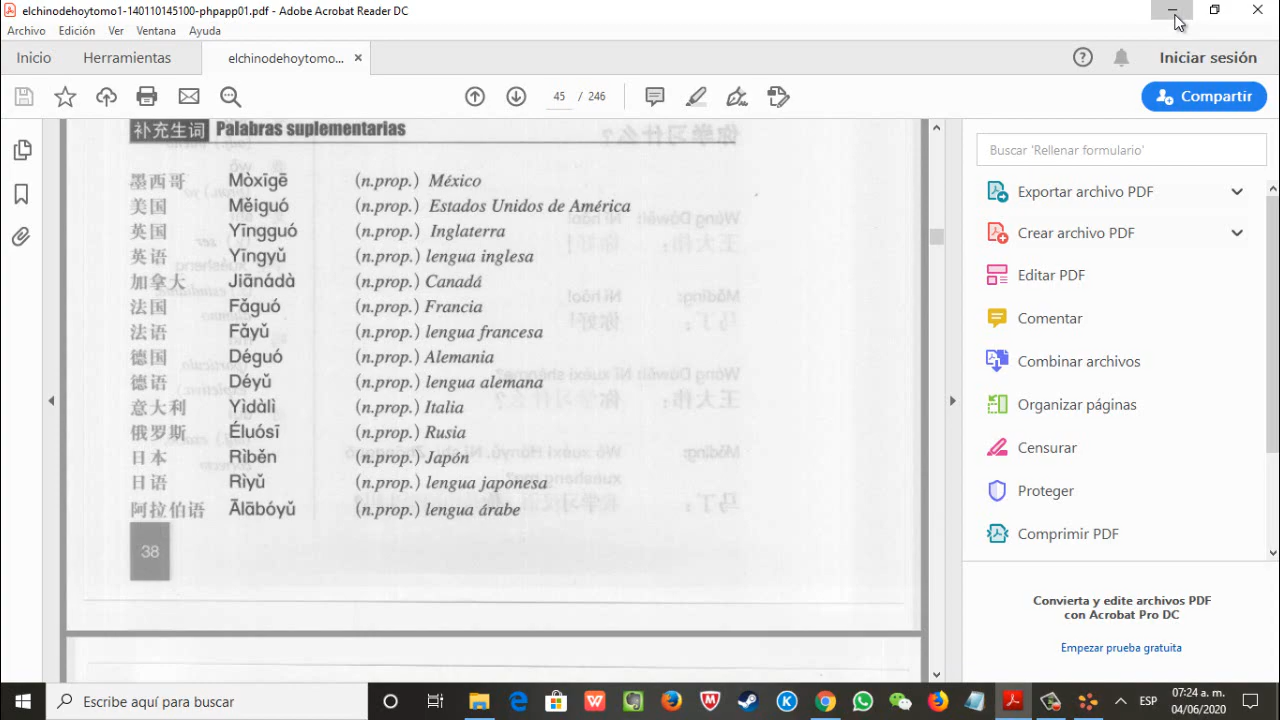 elchinodehoytomo1-140110145100-phpapp01.pdf - Adobe Acrobat Reader DC
Archivo Edición Ver Ventana Ayuda
Inicio Herramientas elchinodehoytomo... × Iniciar sesión
45 / 246 Compartir
补充生词 Palabras suplementarias
墨西哥 Mòxīgē (n.prop.) México
美国 Měiguó (n.prop.) Estados Unidos de América
英国 Yīngguó (n.prop.) Inglaterra
英语 Yīngyǔ (n.prop.) lengua inglesa
加拿大 Jiānádà (n.prop.) Canadá
法国 Fǎguó (n.prop.) Francia
法语 Fǎyǔ (n.prop.) lengua francesa
德国 Déguó (n.prop.) Alemania
德语 Déyǔ (n.prop.) lengua alemana
意大利 Yìdàlì (n.prop.) Italia
俄罗斯 Éluósī (n.prop.) Rusia
日本 Rìběn (n.prop.) Japón
日语 Rìyǔ (n.prop.) lengua japonesa
阿拉伯语 Ālābóyǔ (n.prop.) lengua árabe
38
Buscar 'Rellenar formulario'
Exportar archivo PDF
Crear archivo PDF
Editar PDF
Comentar
Combinar archivos
Organizar páginas
Censurar
Proteger
Comprimir PDF
Convierta y edite archivos PDF
con Acrobat Pro DC
Empezar prueba gratuita
Escribe aquí para buscar
ESP
07:24 a. m.
04/06/2020